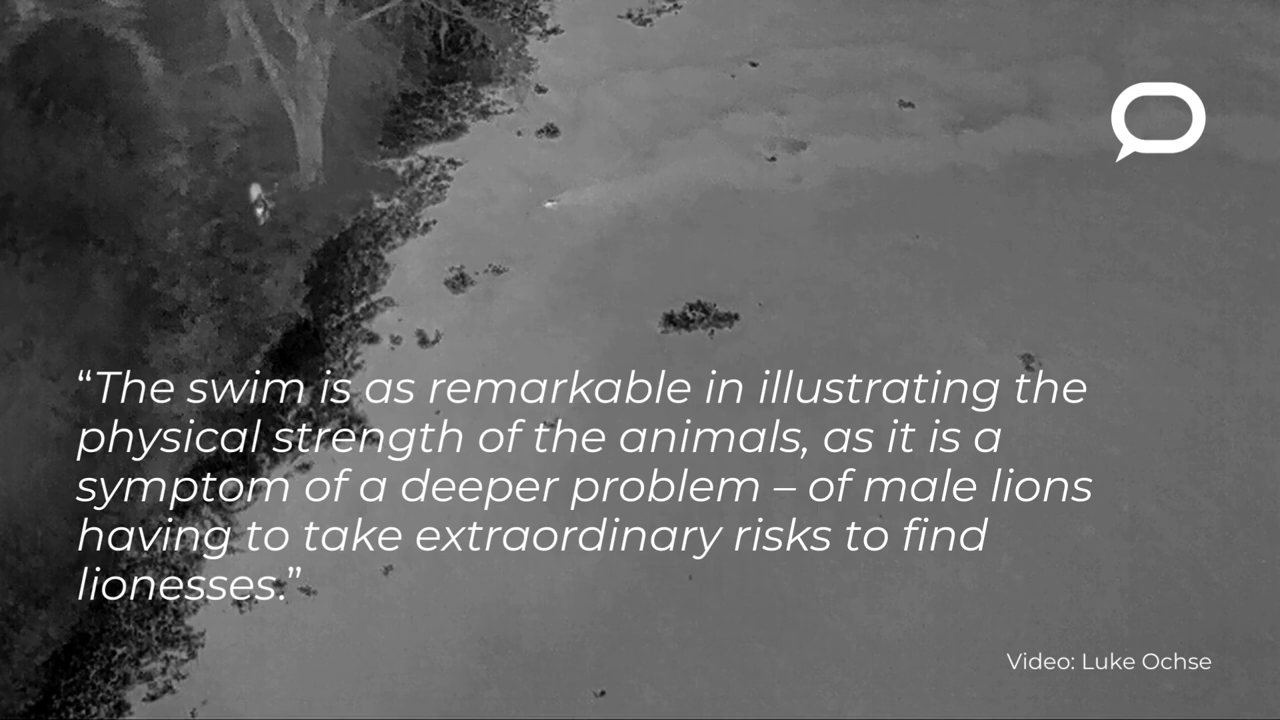 “The swim is as remarkable in illustrating the
physical strength of the animals, as it is a
symptom of a deeper problem – of male lions
having to take extraordinary risks to find
lionesses.”
Video: Luke Ochse